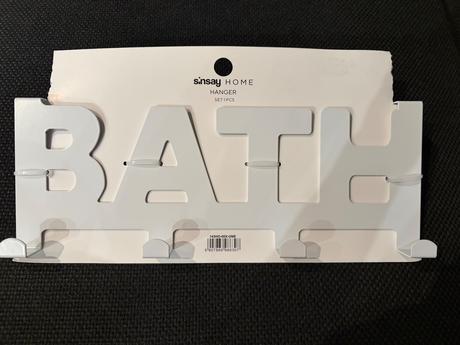 sinsay HOME
HANGER
SET 1 PCS
BATH